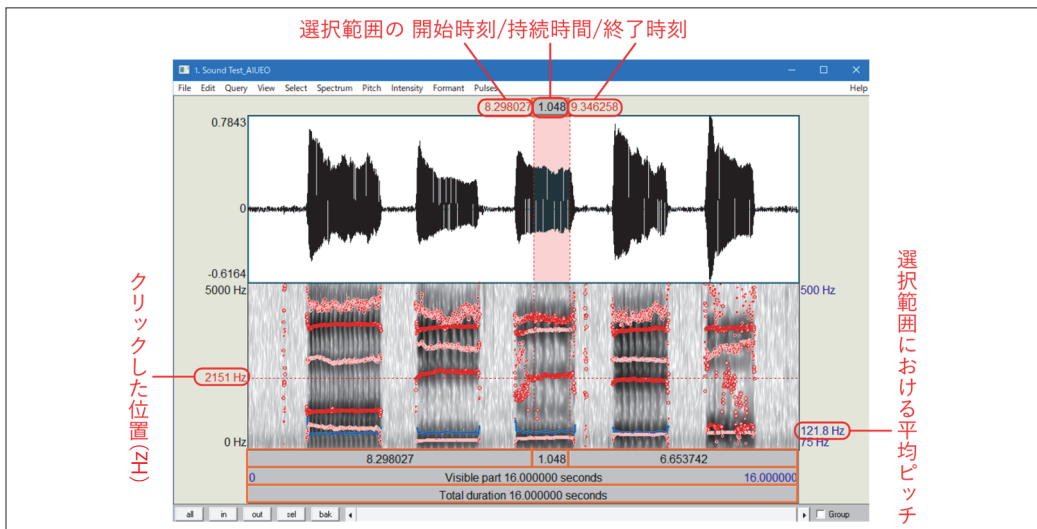 選択範囲の 開始時刻/持続時間/終了時刻
1. Sound Test_AIUEO
File Edit Query View Select Spectrum Pitch Intensity Formant Pulses Help
8.298027 1.048 9.346258
0.7843
0
-0.6164
5000 Hz 500 Hz
クリックした位置(Hz)
2151 Hz
選択範囲における平均ピッチ
121.8 Hz
0 Hz 75 Hz
8.298027 1.048 6.653742
0 Visible part 16.000000 seconds 16.000000
Total duration 16.000000 seconds
all in out sel bak Group